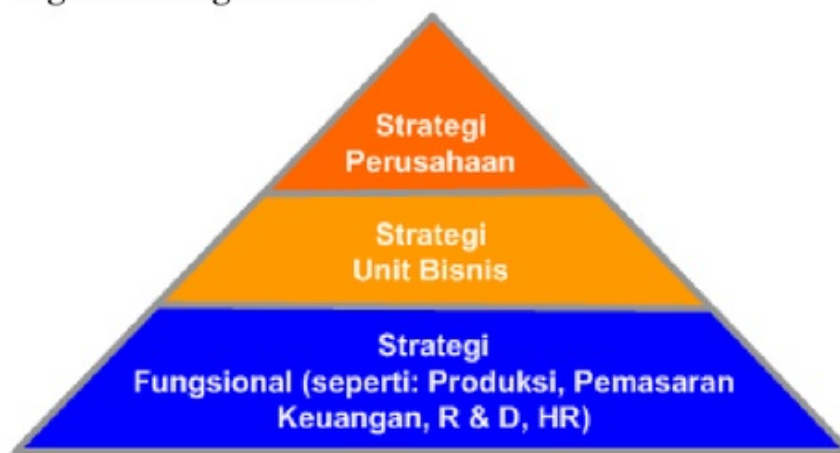 Strategi
Perusahaan
Strategi
Unit Bisnis
Strategi
Fungsional (seperti: Produksi, Pemasaran
Keuangan, R & D, HR)